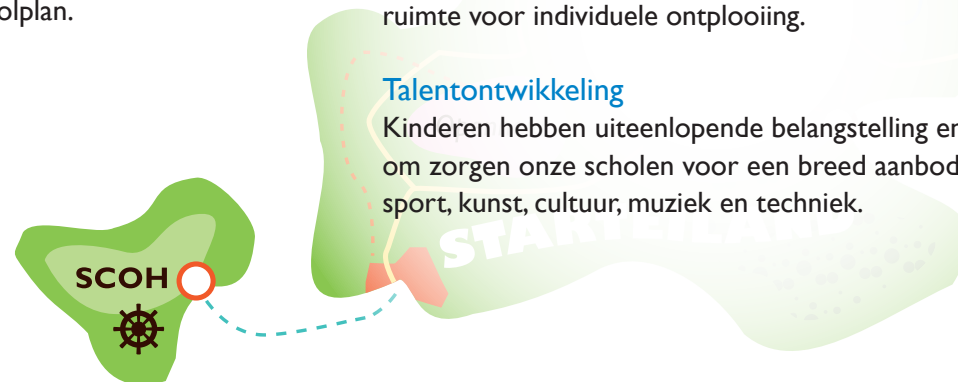 olplan.
ruimte voor individuele ontplooiing.
Talentontwikkeling
Kinderen hebben uiteenlopende belangstelling en
om zorgen onze scholen voor een breed aanbod
sport, kunst, cultuur, muziek en techniek.
STARTEILAND
SCOH